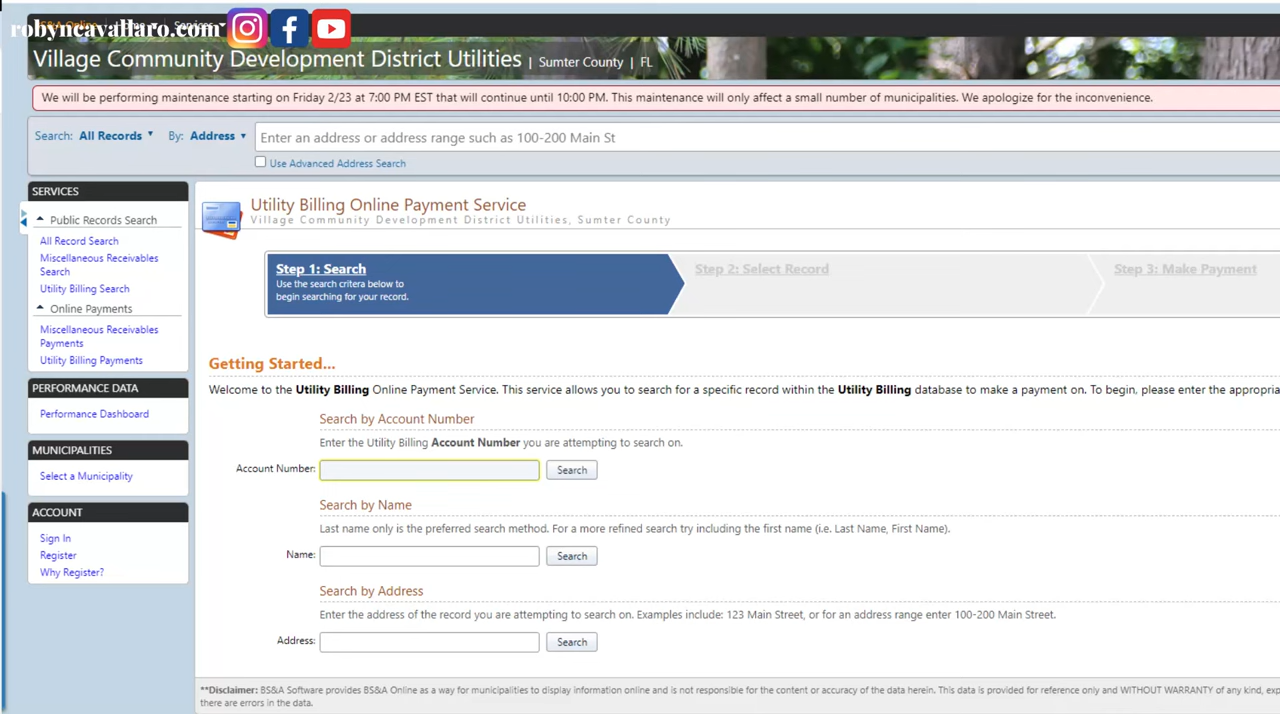 BS&A Online Home Services
robyncavallaro.com
Village Community Development District Utilities | Sumter County | FL
We will be performing maintenance starting on Friday 2/23 at 7:00 PM EST that will continue until 10:00 PM. This maintenance will only affect a small number of municipalities. We apologize for the inconvenience.
Search: All Records By: Address Enter an address or address range such as 100-200 Main St
Use Advanced Address Search
SERVICES
Public Records Search
All Record Search
Miscellaneous Receivables
Search
Utility Billing Search
Online Payments
Miscellaneous Receivables
Payments
Utility Billing Payments
PERFORMANCE DATA
Performance Dashboard
MUNICIPALITIES
Select a Municipality
ACCOUNT
Sign In
Register
Why Register?
Utility Billing Online Payment Service
Village Community Development District Utilities, Sumter County
Step 1: Search
Use the search critera below to
begin searching for your record.
Step 2: Select Record
Step 3: Make Payment
Getting Started...
Welcome to the Utility Billing Online Payment Service. This service allows you to search for a specific record within the Utility Billing database to make a payment on. To begin, please enter the appropria
Search by Account Number
Enter the Utility Billing Account Number you are attempting to search on.
Account Number: Search
Search by Name
Last name only is the preferred search method. For a more refined search try including the first name (i.e. Last Name, First Name).
Name: Search
Search by Address
Enter the address of the record you are attempting to search on. Examples include: 123 Main Street, or for an address range enter 100-200 Main Street.
Address: Search
**Disclaimer: BS&A Software provides BS&A Online as a way for municipalities to display information online and is not responsible for the content or accuracy of the data herein. This data is provided for reference only and WITHOUT WARRANTY of any kind, exp
there are errors in the data.